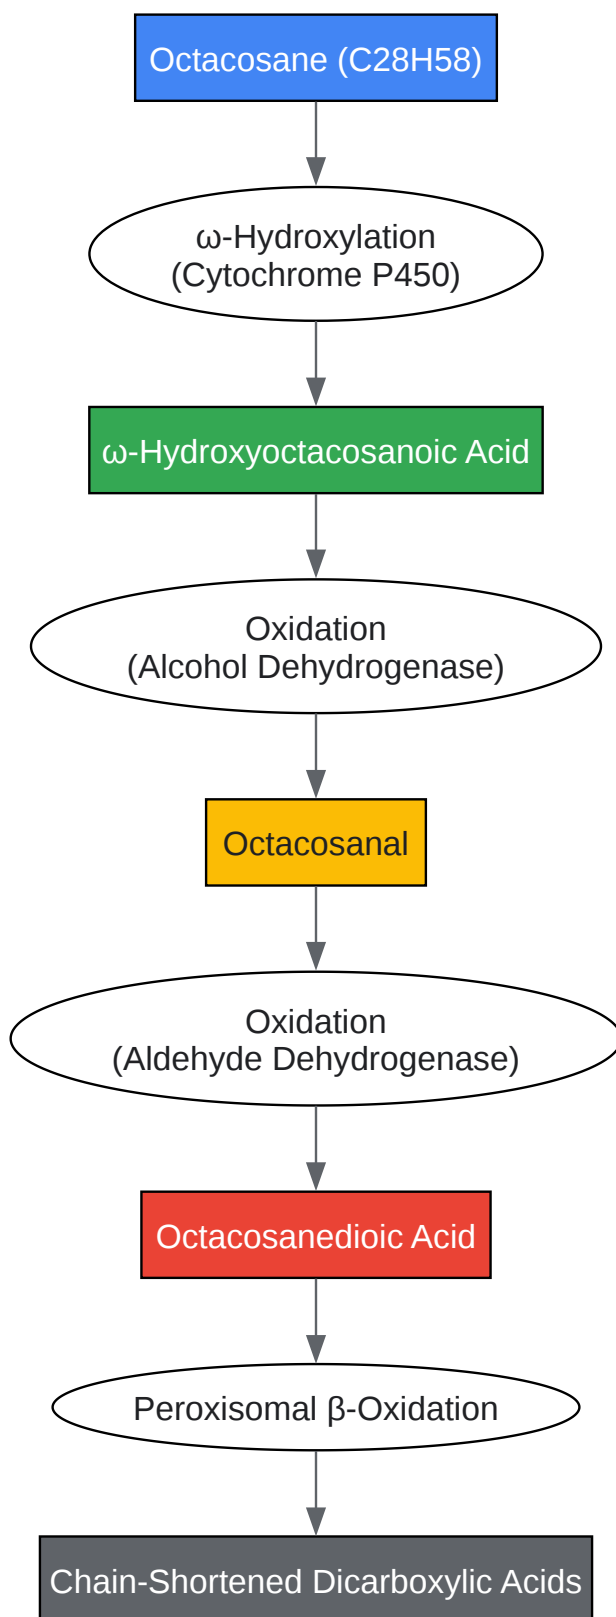 Octacosane (C28H58)
ω-Hydroxylation
(Cytochrome P450)
ω-Hydroxyoctacosanoic Acid
Oxidation
(Alcohol Dehydrogenase)
Octacosanal
Oxidation
(Aldehyde Dehydrogenase)
Octacosanedioic Acid
Peroxisomal β-Oxidation
Chain-Shortened Dicarboxylic Acids